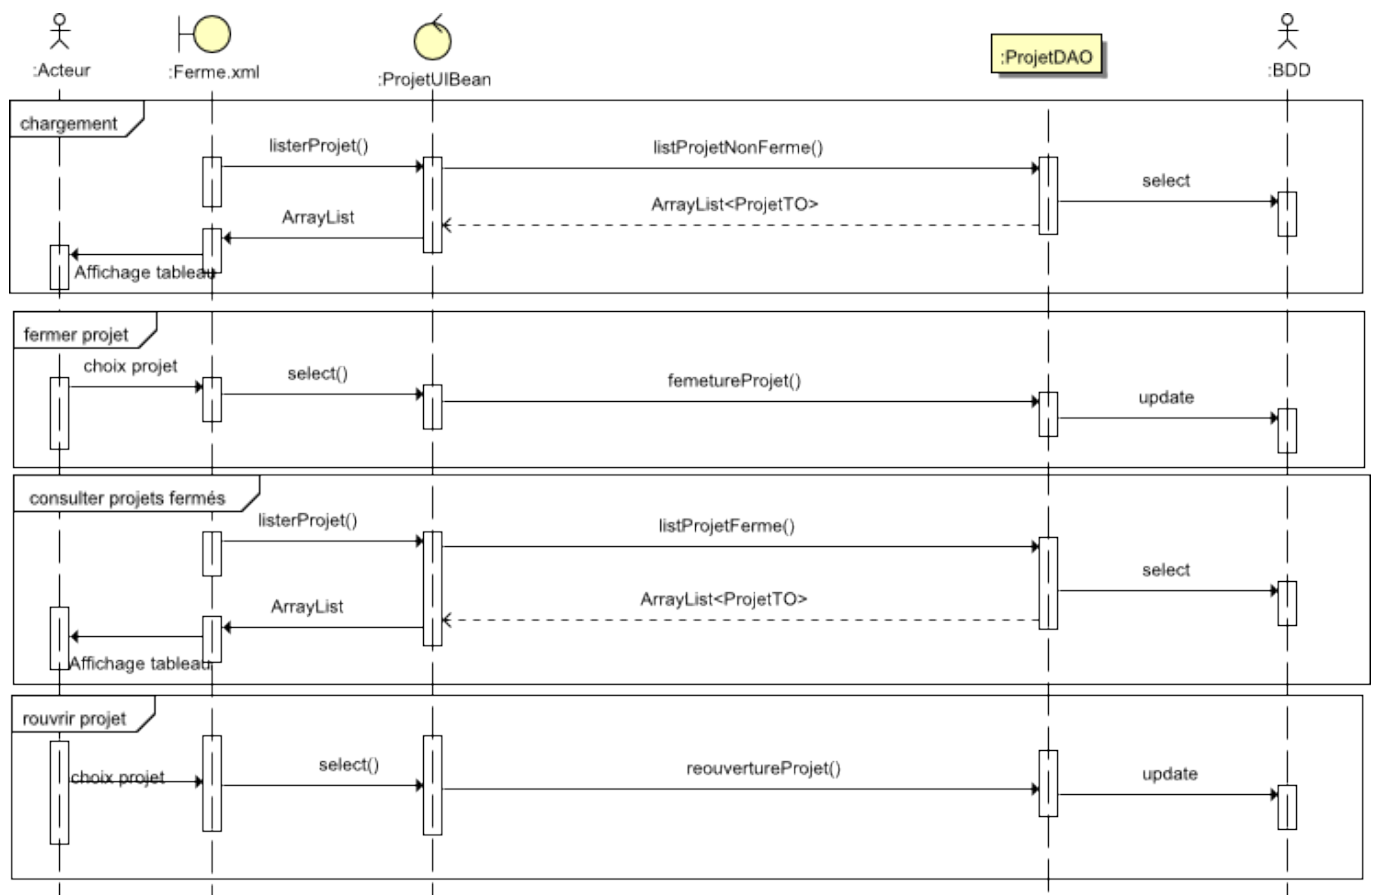 :Acteur
:Ferme.xml
:ProjetUIBean
:ProjetDAO
:BDD
chargement
listerProjet()
listProjetNonFerme()
select
ArrayList<ProjetTO>
ArrayList
Affichage tableau
fermer projet
choix projet
select()
femetureProjet()
update
consulter projets fermés
listerProjet()
listProjetFerme()
select
ArrayList<ProjetTO>
ArrayList
Affichage tableau
rouvrir projet
choix projet
select()
reouvertureProjet()
update